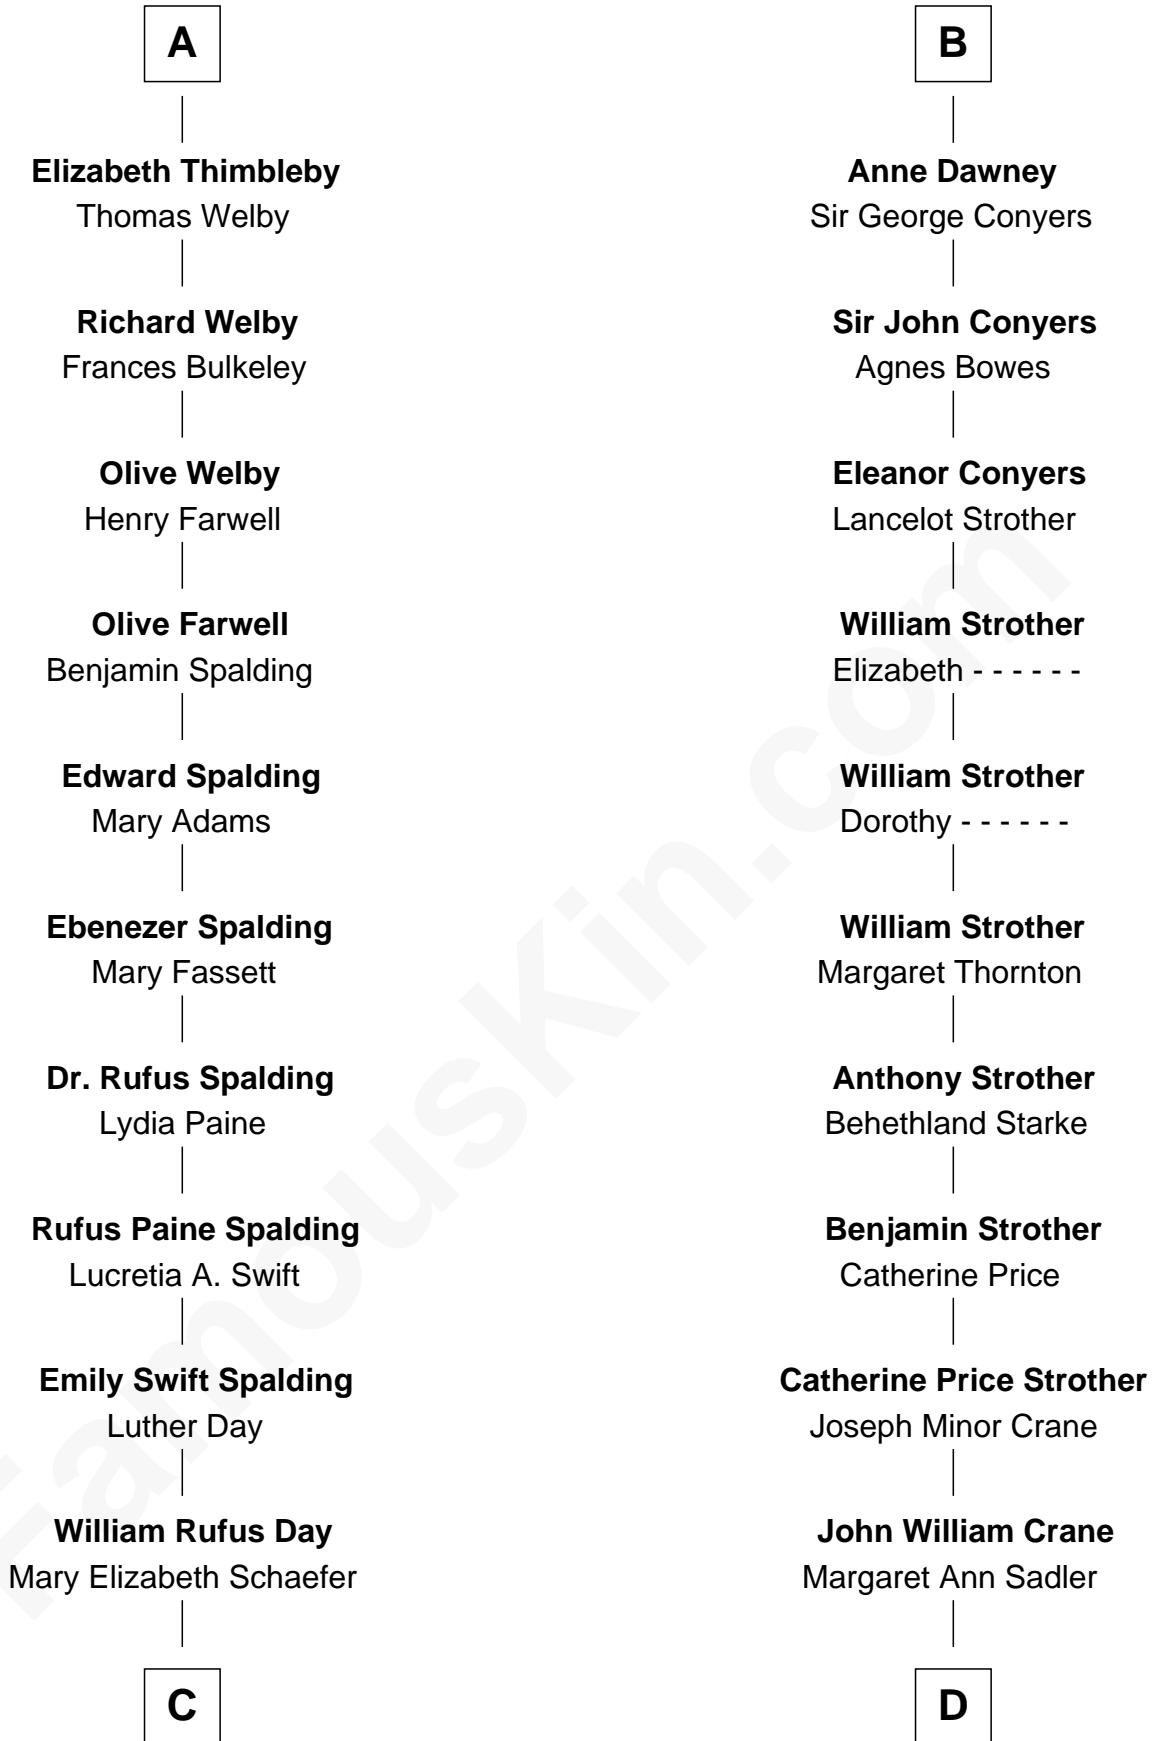 A
Elizabeth Thimbleby
Thomas Welby
Richard Welby
Frances Bulkeley
Olive Welby
Henry Farwell
Olive Farwell
Benjamin Spalding
Edward Spalding
Mary Adams
Ebenezer Spalding
Mary Fassett
Dr. Rufus Spalding
Lydia Paine
Rufus Paine Spalding
Lucretia A. Swift
Emily Swift Spalding
Luther Day
William Rufus Day
Mary Elizabeth Schaefer
C
B
Anne Dawney
Sir George Conyers
Sir John Conyers
Agnes Bowes
Eleanor Conyers
Lancelot Strother
William Strother
Elizabeth - - - - - -
William Strother
Dorothy - - - - - -
William Strother
Margaret Thornton
Anthony Strother
Behethland Starke
Benjamin Strother
Catherine Price
Catherine Price Strother
Joseph Minor Crane
John William Crane
Margaret Ann Sadler
D
FamousKin.com